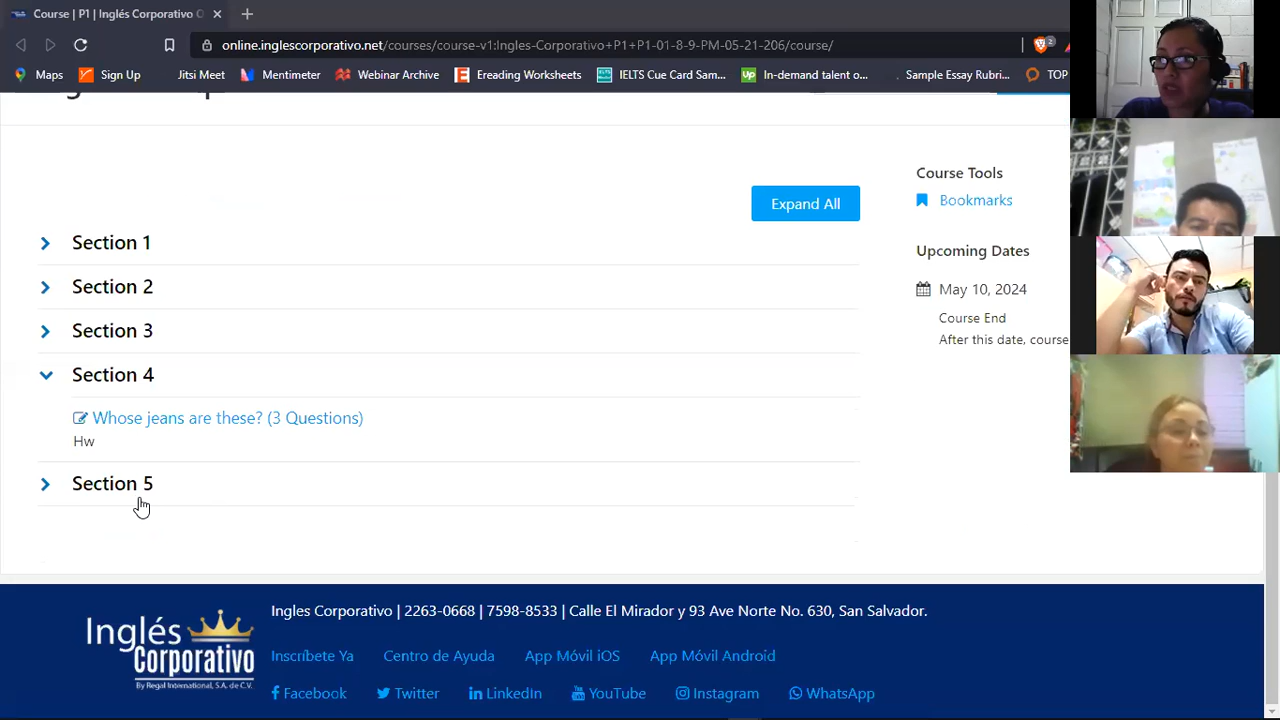 Course | P1 | Inglés Corporativo O
online.inglescorporativo.net/courses/course-v1:Ingles-Corporativo+P1+P1-01-8-9-PM-05-21-206/course/
2
Maps
Sign Up
Jitsi Meet
Mentimeter
Webinar Archive
Ereading Worksheets
IELTS Cue Card Sam...
In-demand talent o...
Sample Essay Rubri...
TOP
Expand All
Section 1
Section 2
Section 3
Section 4
Whose jeans are these? (3 Questions)
Hw
Section 5
Course Tools
Bookmarks
Upcoming Dates
May 10, 2024
Course End
After this date, course
Inglés
Corporativo
By Regal International, S.A. de C.V.
Ingles Corporativo | 2263-0668 | 7598-8533 | Calle El Mirador y 93 Ave Norte No. 630, San Salvador.
Inscríbete Ya
Centro de Ayuda
App Móvil iOS
App Móvil Android
Facebook
Twitter
LinkedIn
YouTube
Instagram
WhatsApp